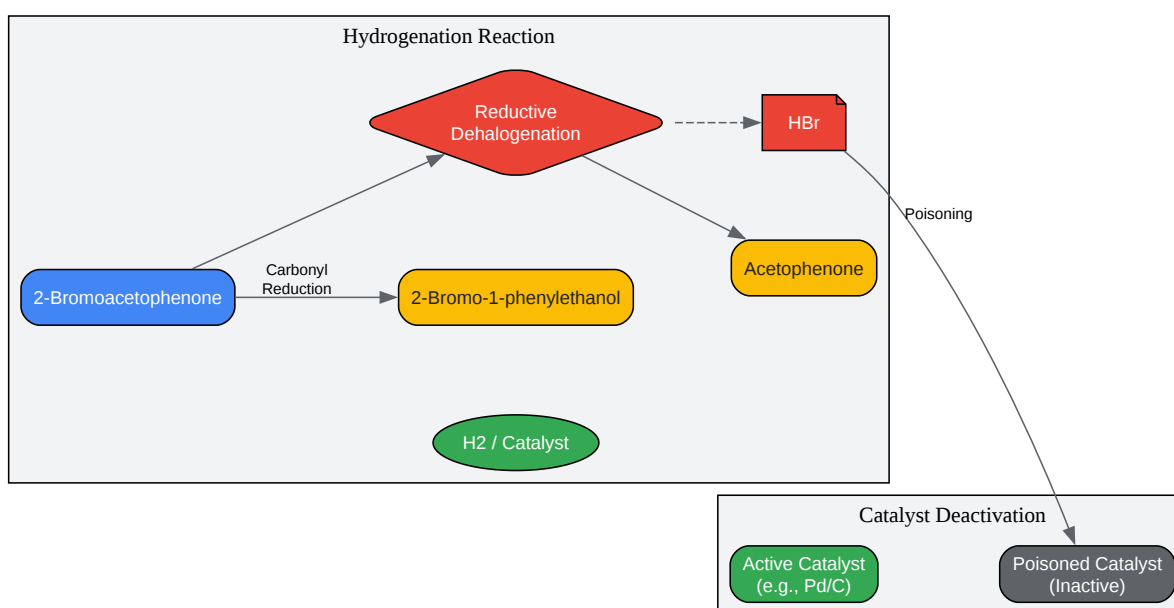 Hydrogenation Reaction
Reductive
Dehalogenation
HBr
Poisoning
Acetophenone
2-Bromoacetophenone
Carbonyl
Reduction
2-Bromo-1-phenylethanol
H2 / Catalyst
Catalyst Deactivation
Active Catalyst
(e.g., Pd/C)
Poisoned Catalyst
(Inactive)